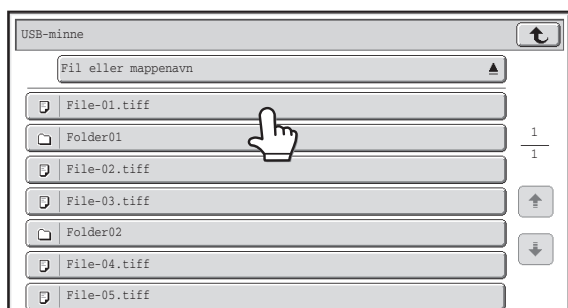 USB-minne
Fil eller mappenavn
File-01.tiff
Folder01
1
1
File-02.tiff
File-03.tiff
Folder02
File-04.tiff
File-05.tiff